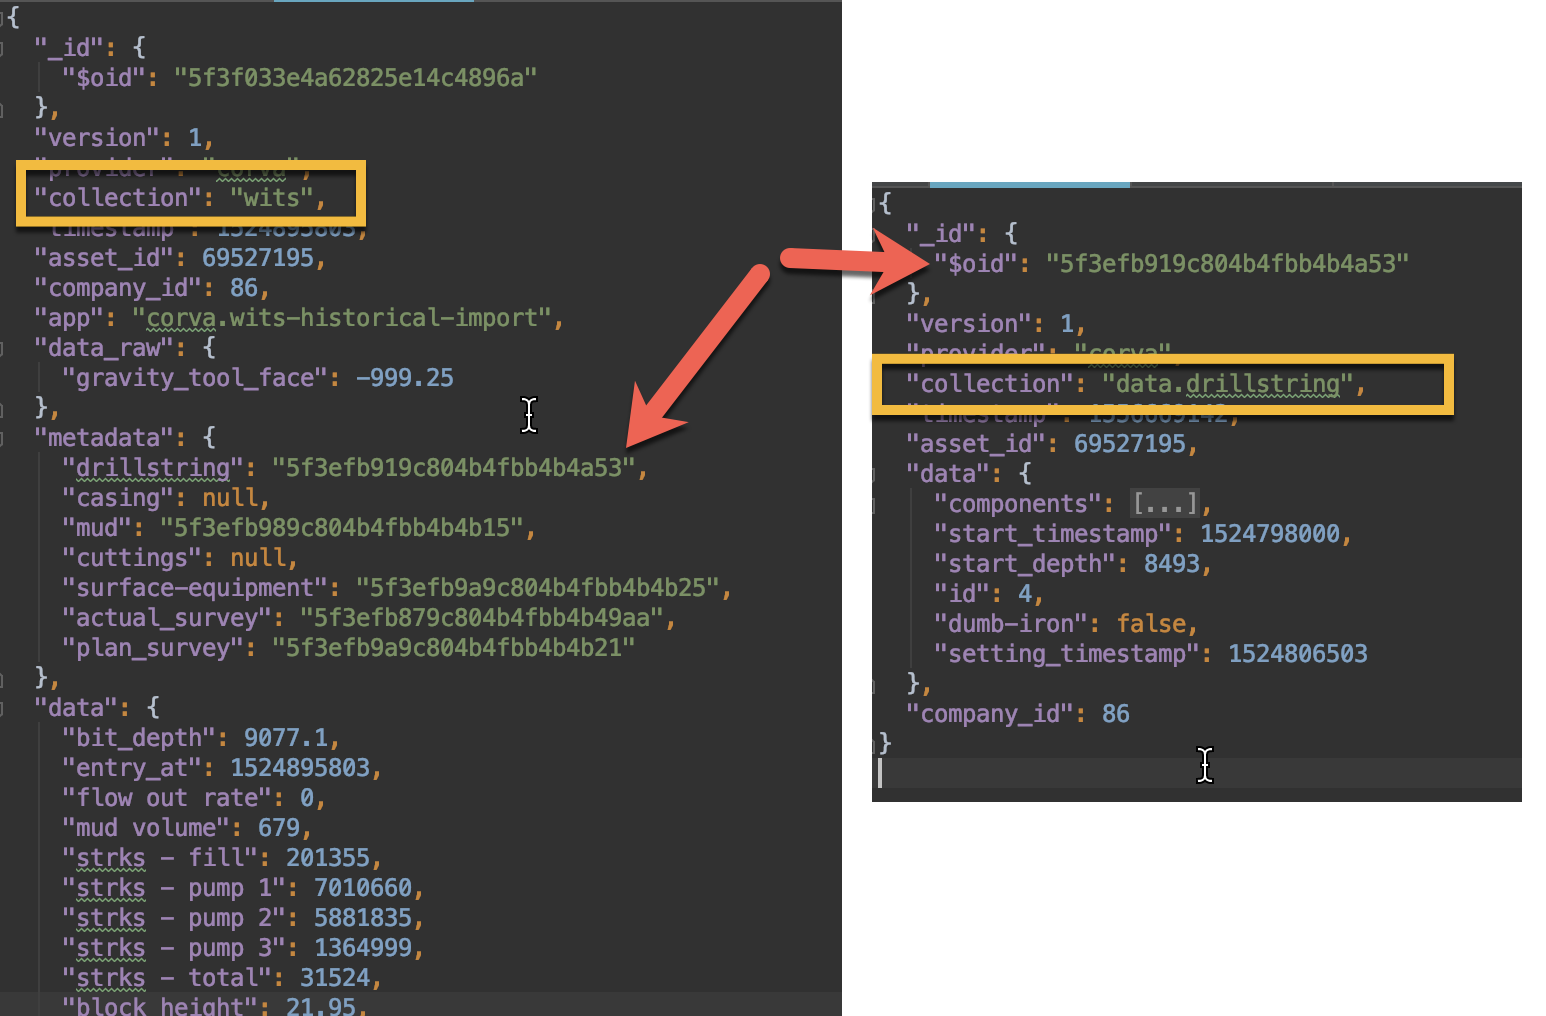 {
"_id": {
"$oid": "5f3f033e4a62825e14c4896a"
},
"version": 1,
"provider": "corva",
"collection": "wits",
"timestamp": 1524895803,
"asset_id": 69527195,
"company_id": 86,
"app": "corva.wits-historical-import",
"data_raw": {
"gravity_tool_face": -999.25
},
"metadata": {
"drillstring": "5f3efb919c804b4fbb4b4a53",
"casing": null,
"mud": "5f3efb989c804b4fbb4b4b15",
"cuttings": null,
"surface-equipment": "5f3efb9a9c804b4fbb4b4b25",
"actual_survey": "5f3efb879c804b4fbb4b49aa",
"plan_survey": "5f3efb9a9c804b4fbb4b4b21"
},
"data": {
"bit_depth": 9077.1,
"entry_at": 1524895803,
"flow out rate": 0,
"mud volume": 679,
"strks - fill": 201355,
"strks - pump 1": 7010660,
"strks - pump 2": 5881835,
"strks - pump 3": 1364999,
"strks - total": 31524,
"block height": 21.95,
{
"_id": {
"$oid": "5f3efb919c804b4fbb4b4a53"
},
"version": 1,
"provider": "corva",
"collection": "data.drillstring",
"timestamp": 1556669142,
"asset_id": 69527195,
"data": {
"components": [...],
"start_timestamp": 1524798000,
"start_depth": 8493,
"id": 4,
"dumb-iron": false,
"setting_timestamp": 1524806503
},
"company_id": 86
}